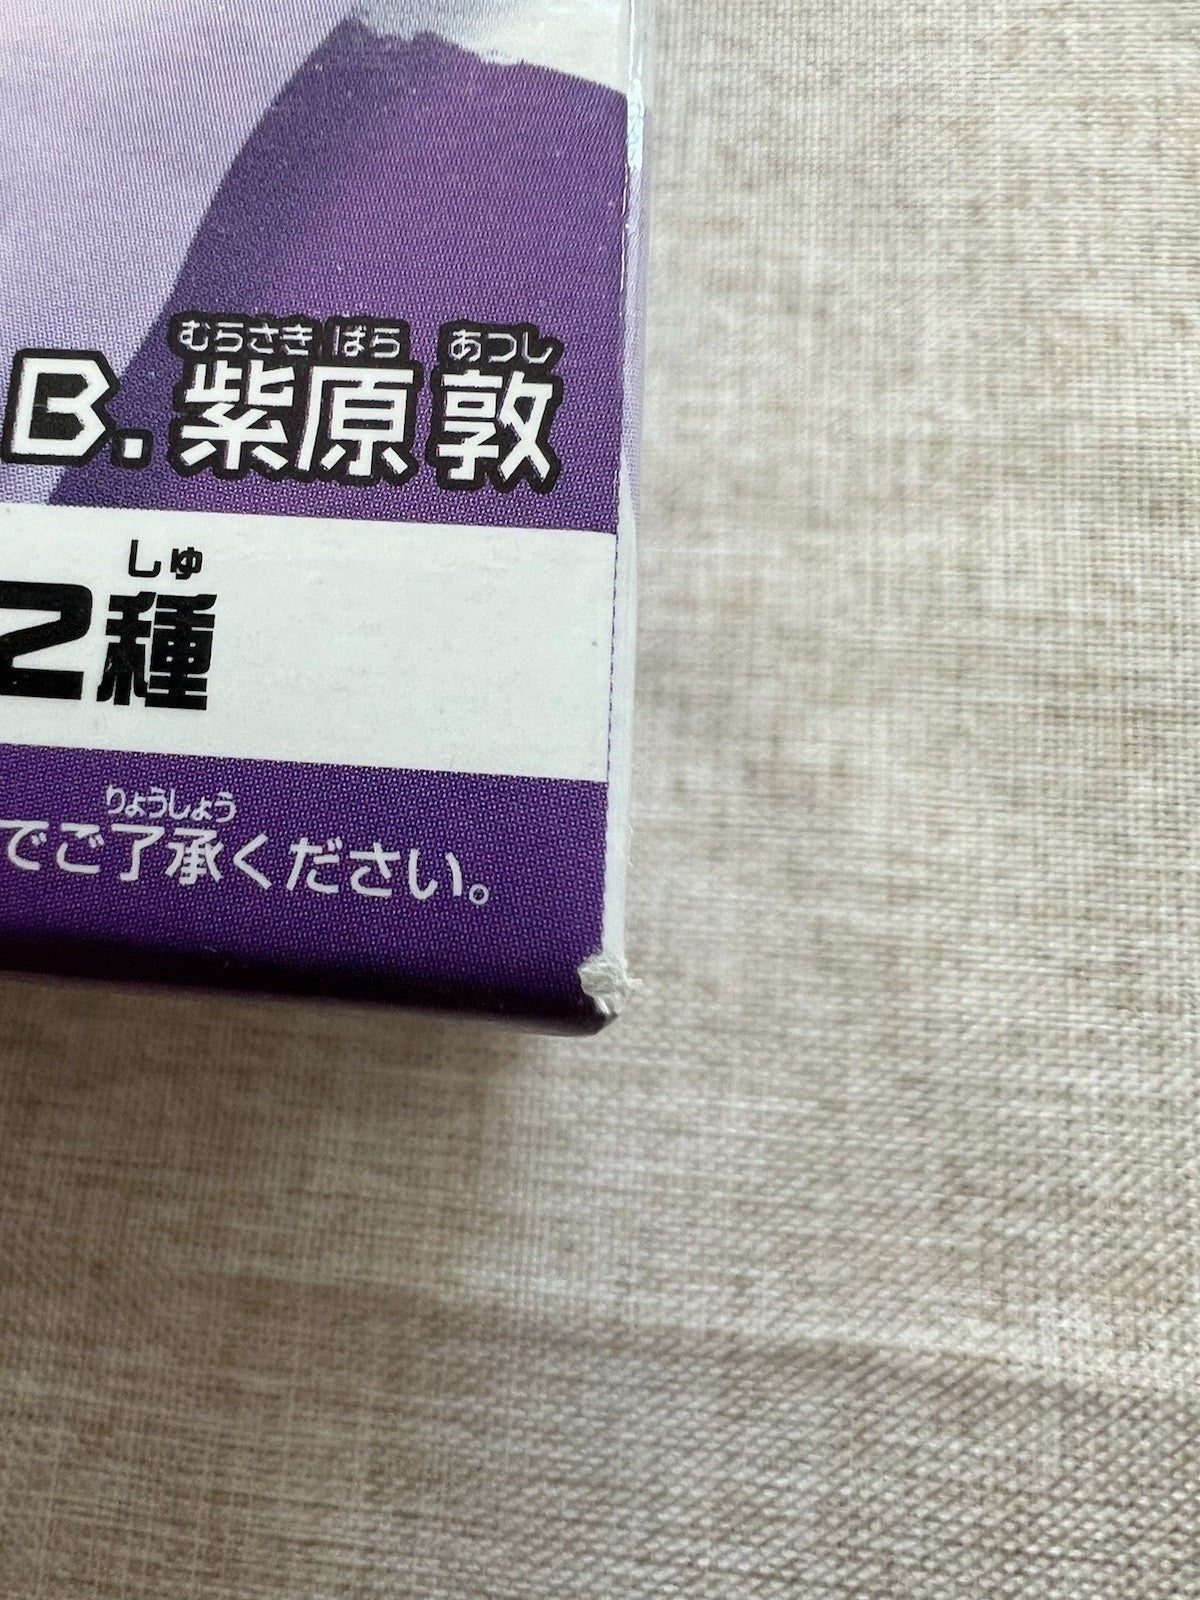 むらさきばら あつし
B.紫原敦
しゅ
2種
りょうしょう
でご了承ください。